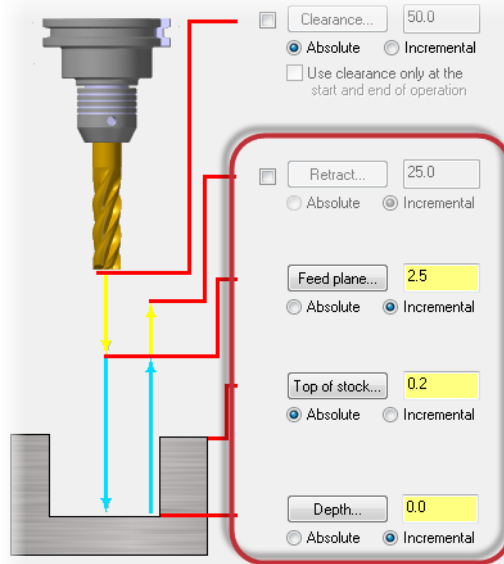 Clearance... 50.0
Absolute Incremental
Use clearance only at the
start and end of operation
Retract... 25.0
Absolute Incremental
Feed plane... 2.5
Absolute Incremental
Top of stock... 0.2
Absolute Incremental
Depth... 0.0
Absolute Incremental